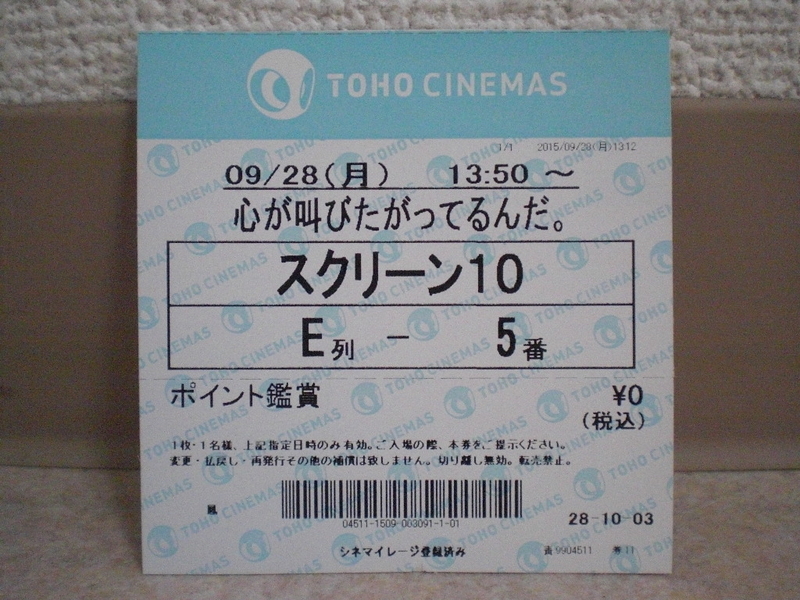 TOHO CINEMAS
1/1 2015/09/28(月)1312
09/28(月) 13:50 ～
心が叫びたがってるんだ。
スクリーン10
E列 － 5番
ポイント鑑賞 ¥0
(税込)
1枚・1名様、上記指定日時のみ有効。ご入場の際、本券をご提示ください。
変更・払戻し・再発行その他の補償は致しません。切り離し無効。転売禁止。
04511-1509-003091-1-01
28-10-03
シネマイレージ登録済み